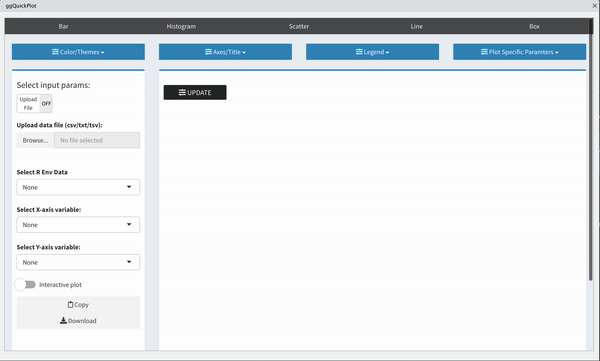 ggQuickPlot
Bar Histogram Scatter Line Box
Color/Themes Axes/Title Legend Plot Specific Paramters
Select input params:
Upload File OFF
UPDATE
Upload data file (csv/txt/tsv):
Browse... No file selected
Select R Env Data
None
Select X-axis variable:
None
Select Y-axis variable:
None
Interactive plot
Copy
Download